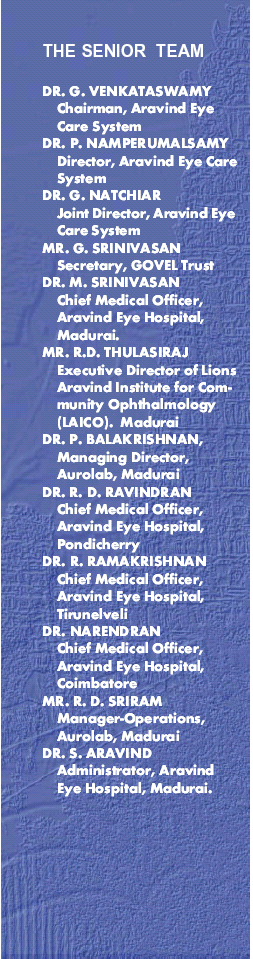 THE SENIOR TEAM
DR. G. VENKATASWAMY
Chairman, Aravind Eye
Care System
DR. P. NAMPERUMALSAMY
Director, Aravind Eye Care
System
DR. G. NATCHIAR
Joint Director, Aravind Eye
Care System
MR. G. SRINIVASAN
Secretary, GOVEL Trust
DR. M. SRINIVASAN
Chief Medical Officer,
Aravind Eye Hospital,
Madurai.
MR. R.D. THULASIRAJ
Executive Director of Lions
Aravind Institute for Com-
munity Ophthalmology
(LAICO). Madurai
DR. P. BALAKRISHNAN,
Managing Director,
Aurolab, Madurai
DR. R. D. RAVINDRAN
Chief Medical Officer,
Aravind Eye Hospital,
Pondicherry
DR. R. RAMAKRISHNAN
Chief Medical Officer,
Aravind Eye Hospital,
Tirunelveli
DR. NARENDRAN
Chief Medical Officer,
Aravind Eye Hospital,
Coimbatore
MR. R. D. SRIRAM
Manager-Operations,
Aurolab, Madurai
DR. S. ARAVIND
Administrator, Aravind
Eye Hospital, Madurai.